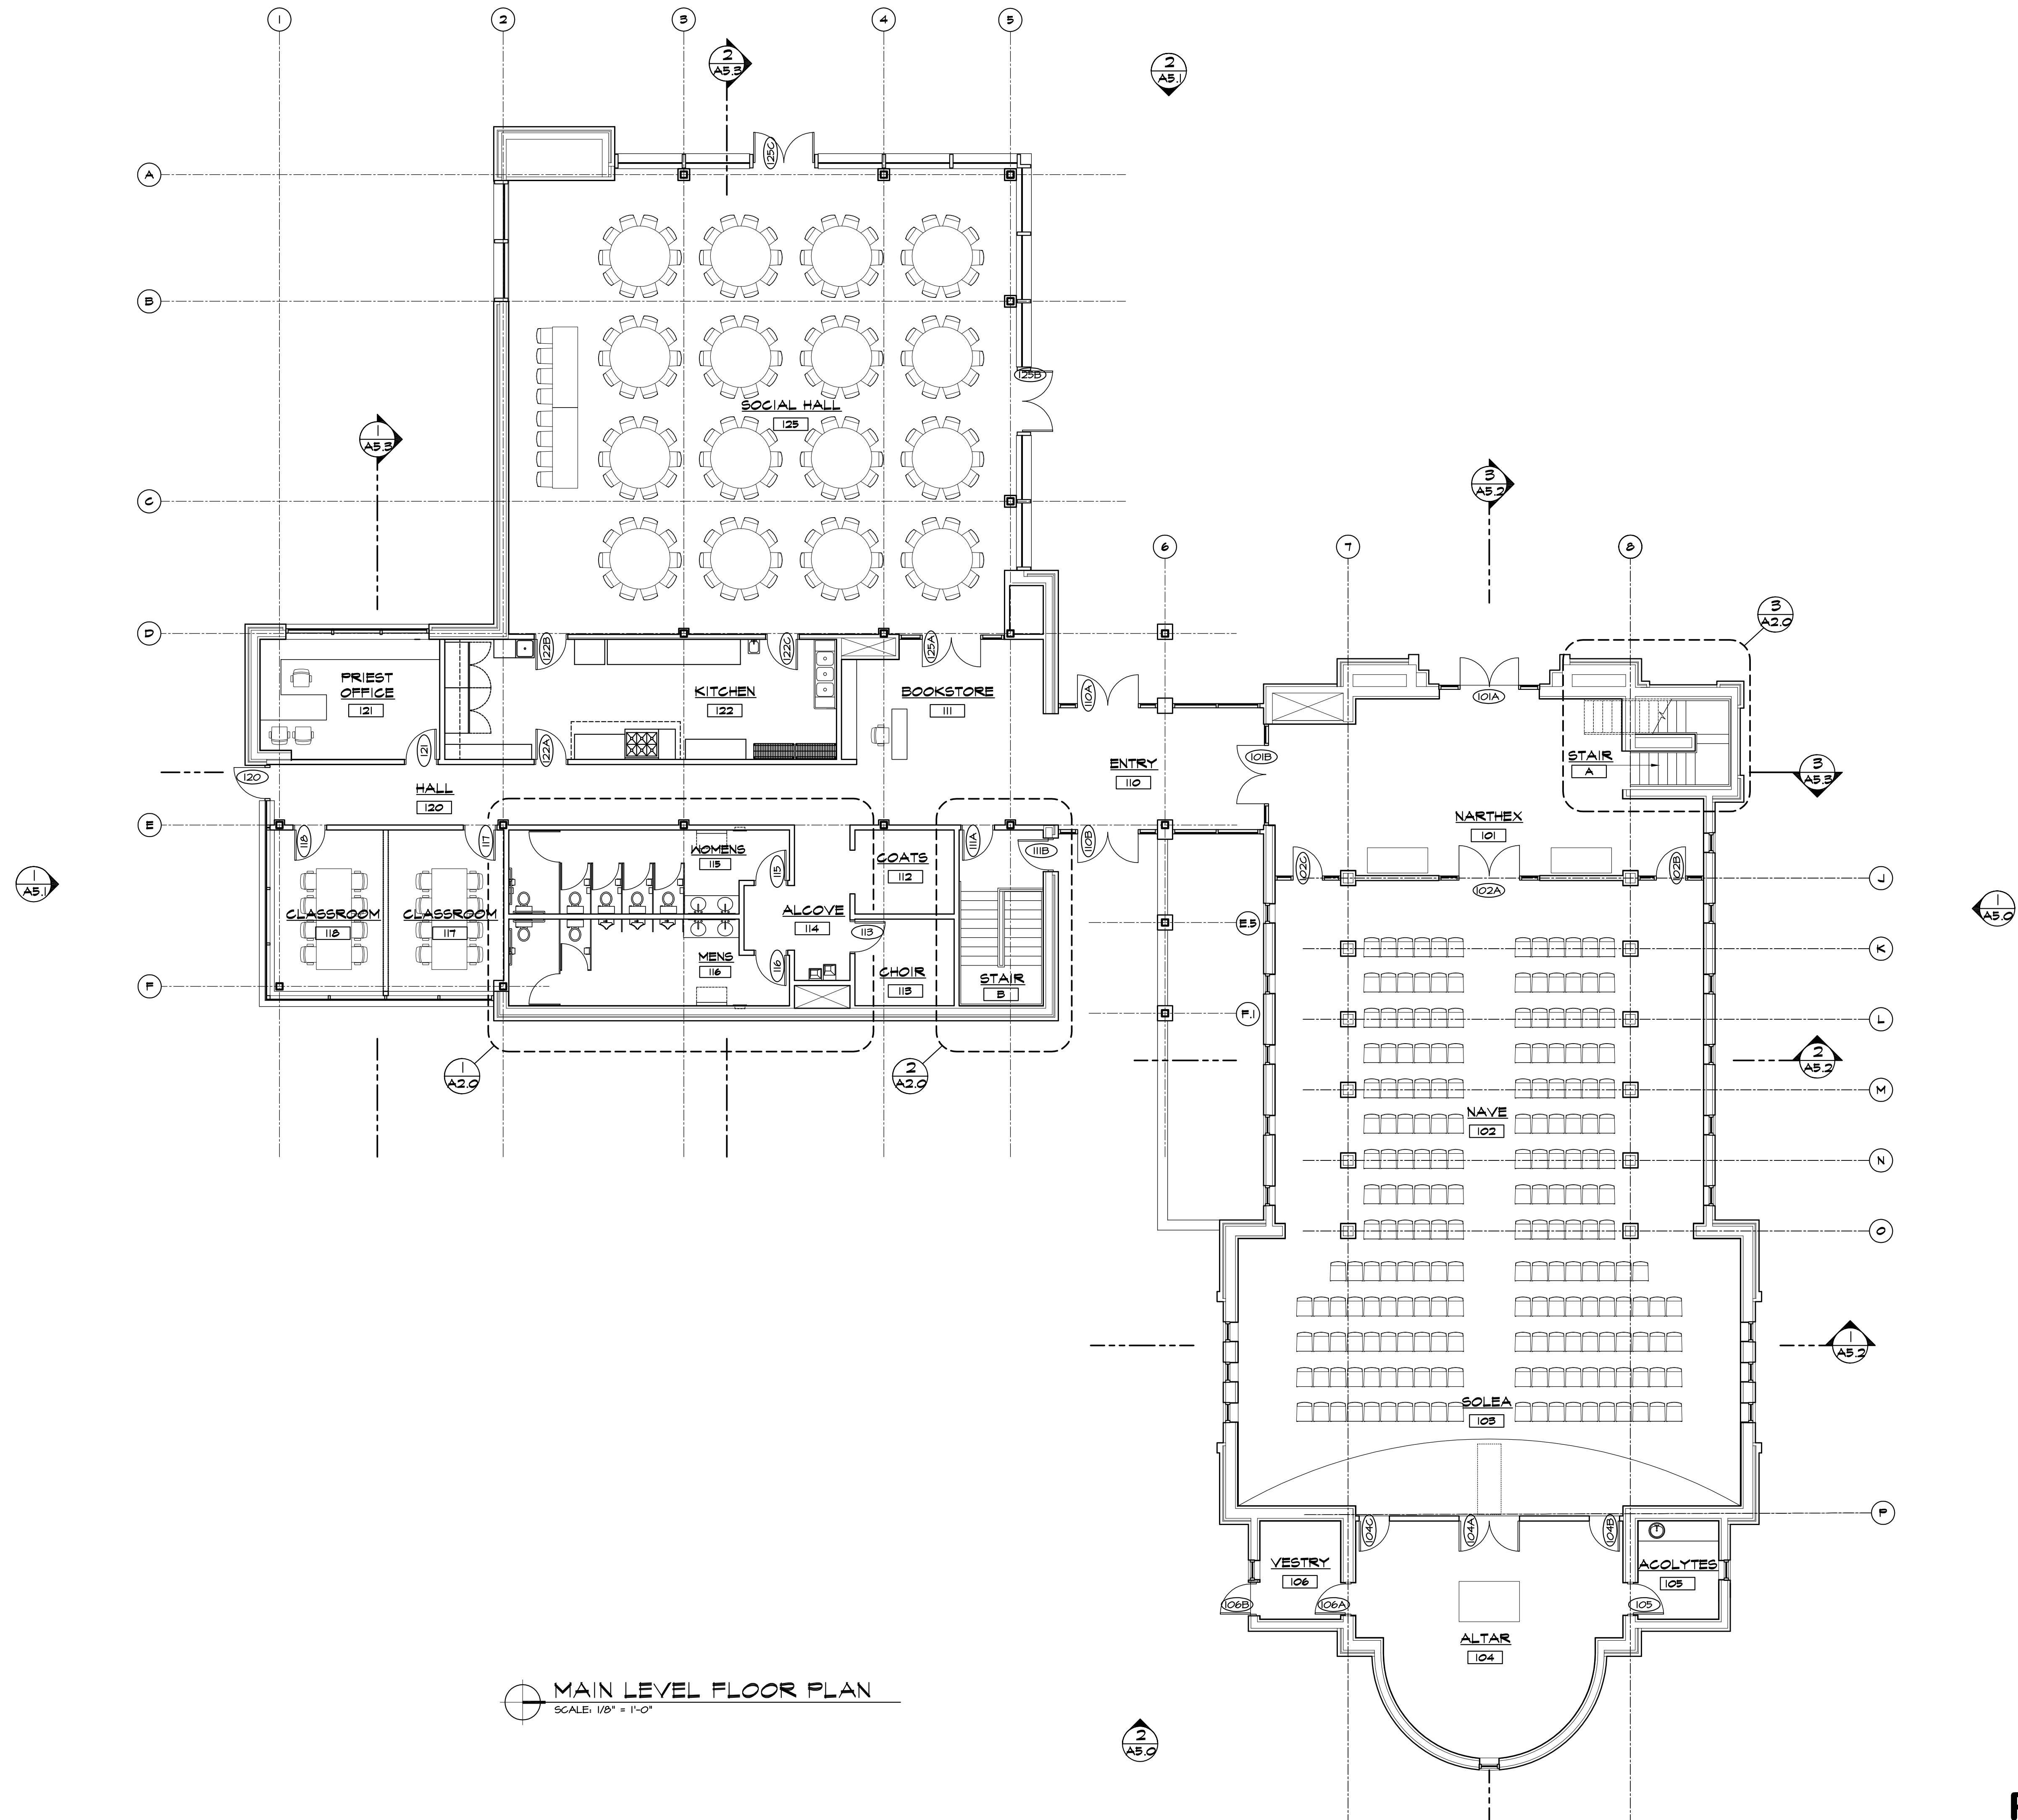 1
2
3
4
5
2
A5.3
2
A5.1
A
125C
B
125B
SOCIAL HALL
125
1
A5.3
C
3
A5.2
6
7
8
3
A2.0
D
122B
122C
125A
PRIEST
OFFICE
121
KITCHEN
122
BOOKSTORE
111
110A
101A
121
122A
101B
STAIR
A
ENTRY
110
120
3
A5.3
HALL
120
NARTHEX
101
E
118
117
WOMENS
115
115
COATS
112
111A
111B
110B
102C
102A
102B
J
1
A5.1
1
A5.0
CLASSROOM
118
CLASSROOM
117
ALCOVE
114
113
E.5
K
MENS
116
116
CHOIR
113
STAIR
B
F
F.1
L
1
A2.0
2
A2.0
2
A5.2
M
NAVE
102
N
O
1
A5.2
SOLEA
103
P
104C
104A
104B
VESTRY
106
ACOLYTES
105
106B
106A
105
ALTAR
104
MAIN LEVEL FLOOR PLAN
SCALE: 1/8" = 1'-0"
2
A5.0